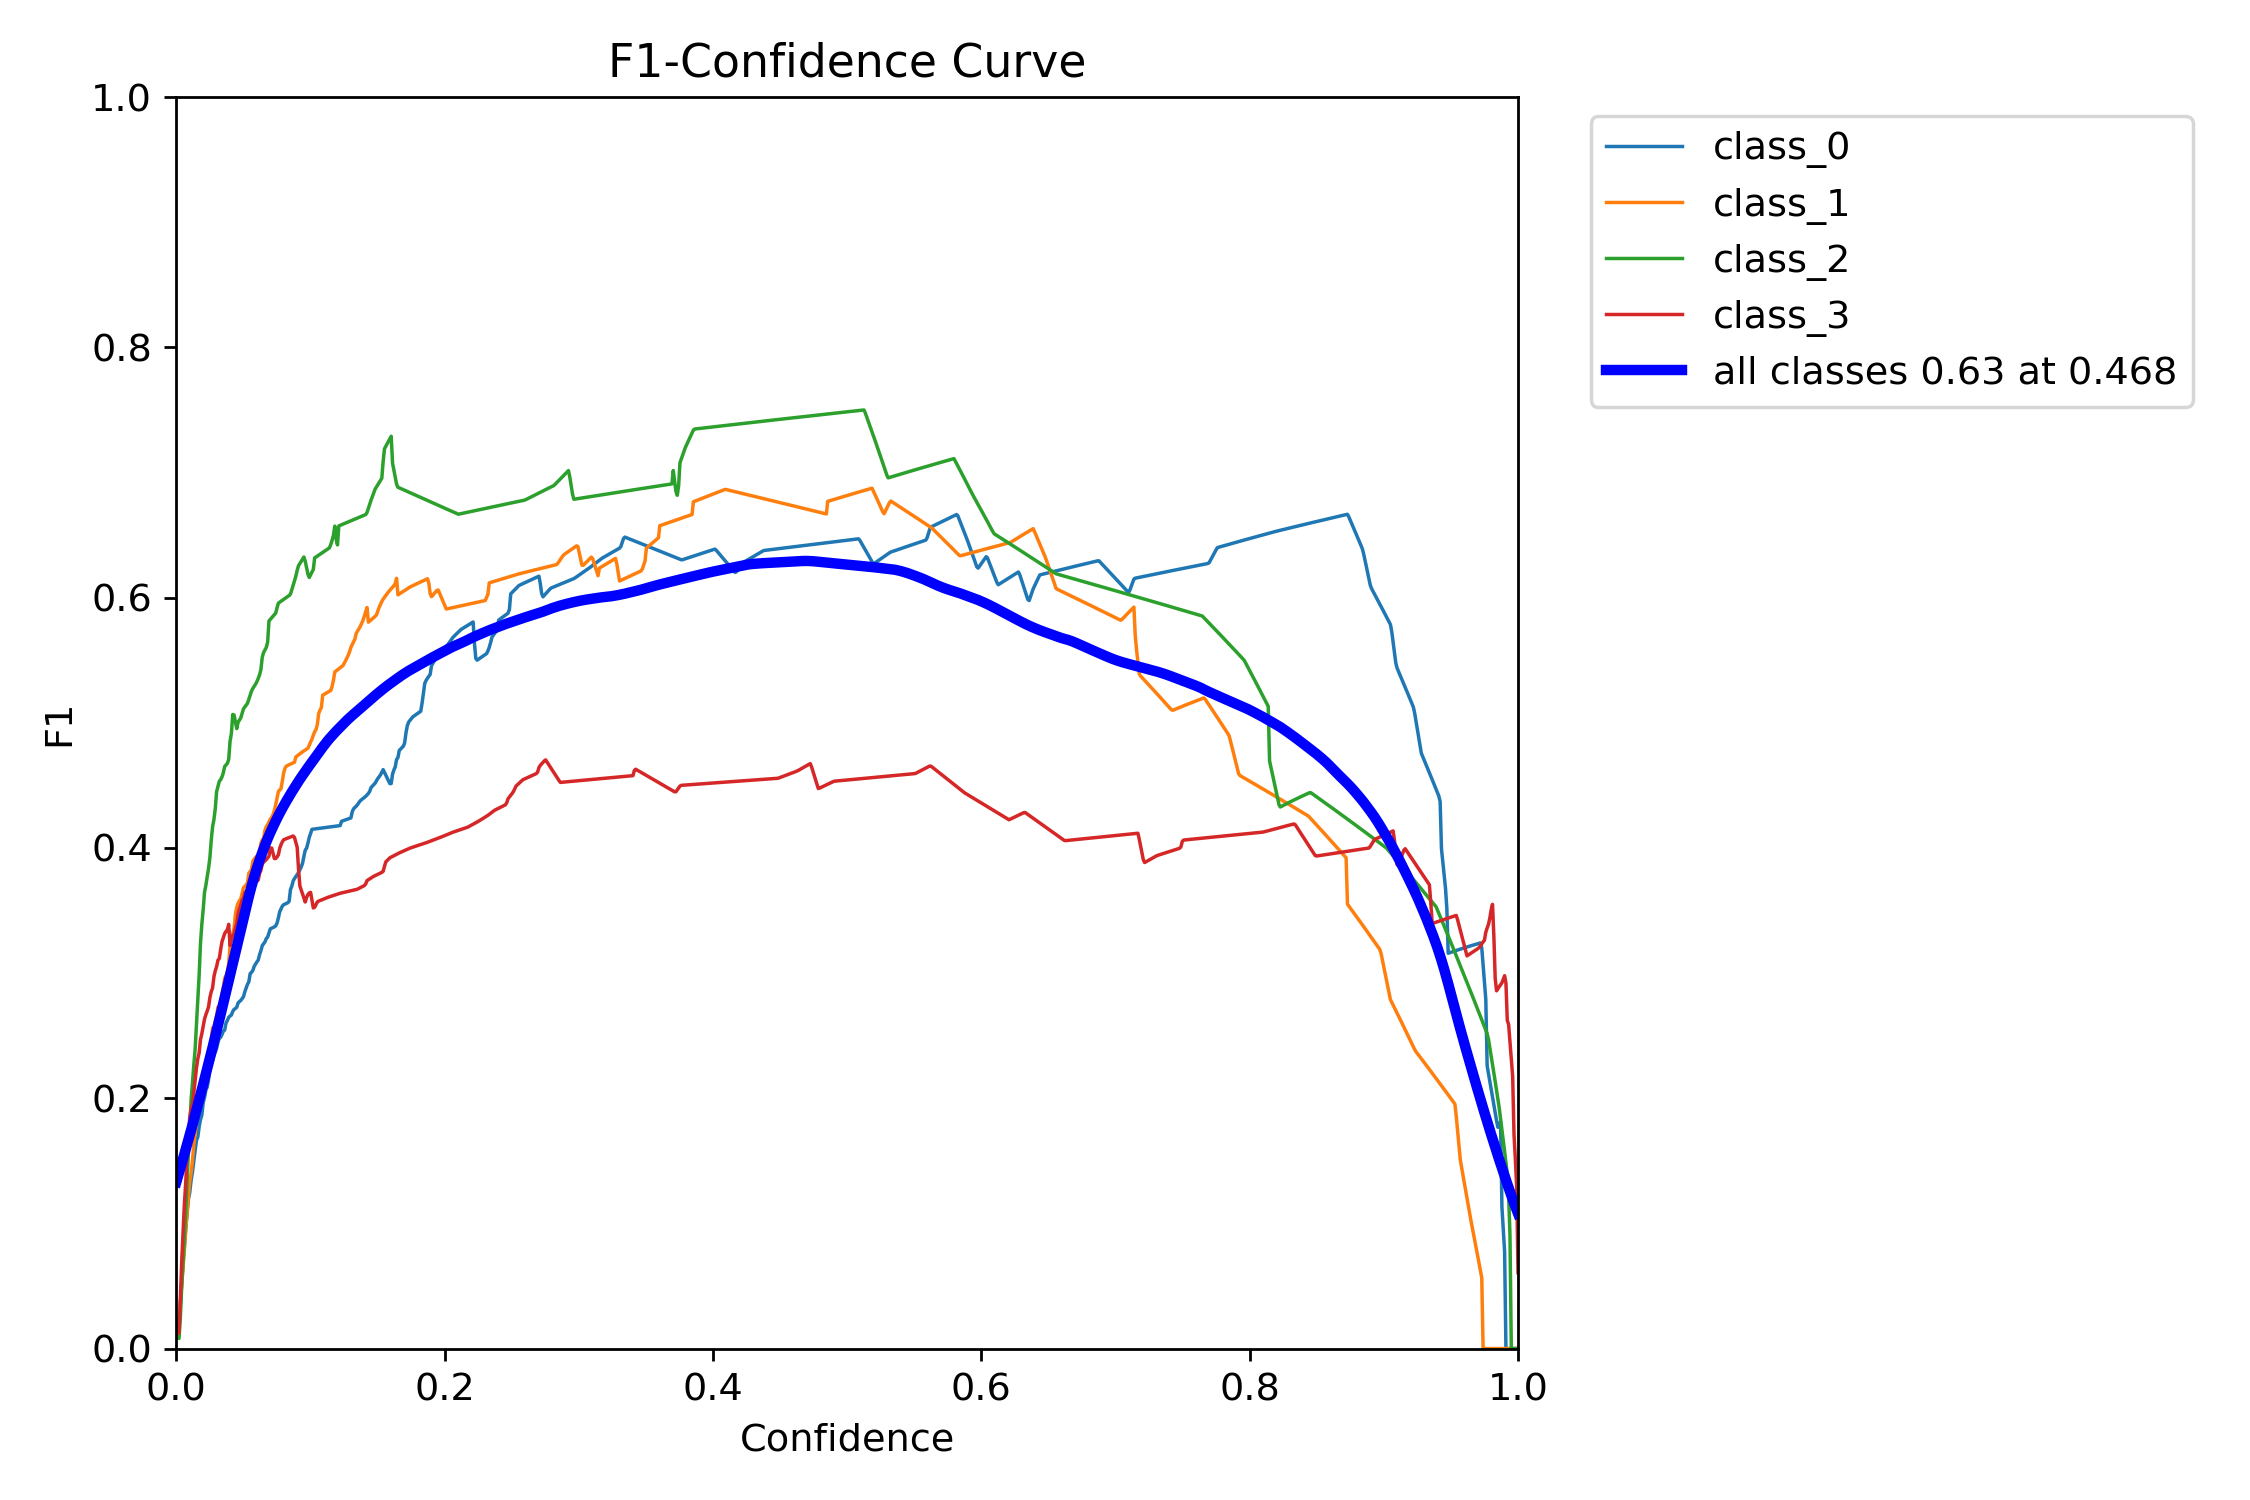 F1-Confidence Curve
1.0
0.8
0.6
0.4
0.2
0.0
F1
0.0 0.2 0.4 0.6 0.8 1.0
Confidence
class_0
class_1
class_2
class_3
all classes 0.63 at 0.468